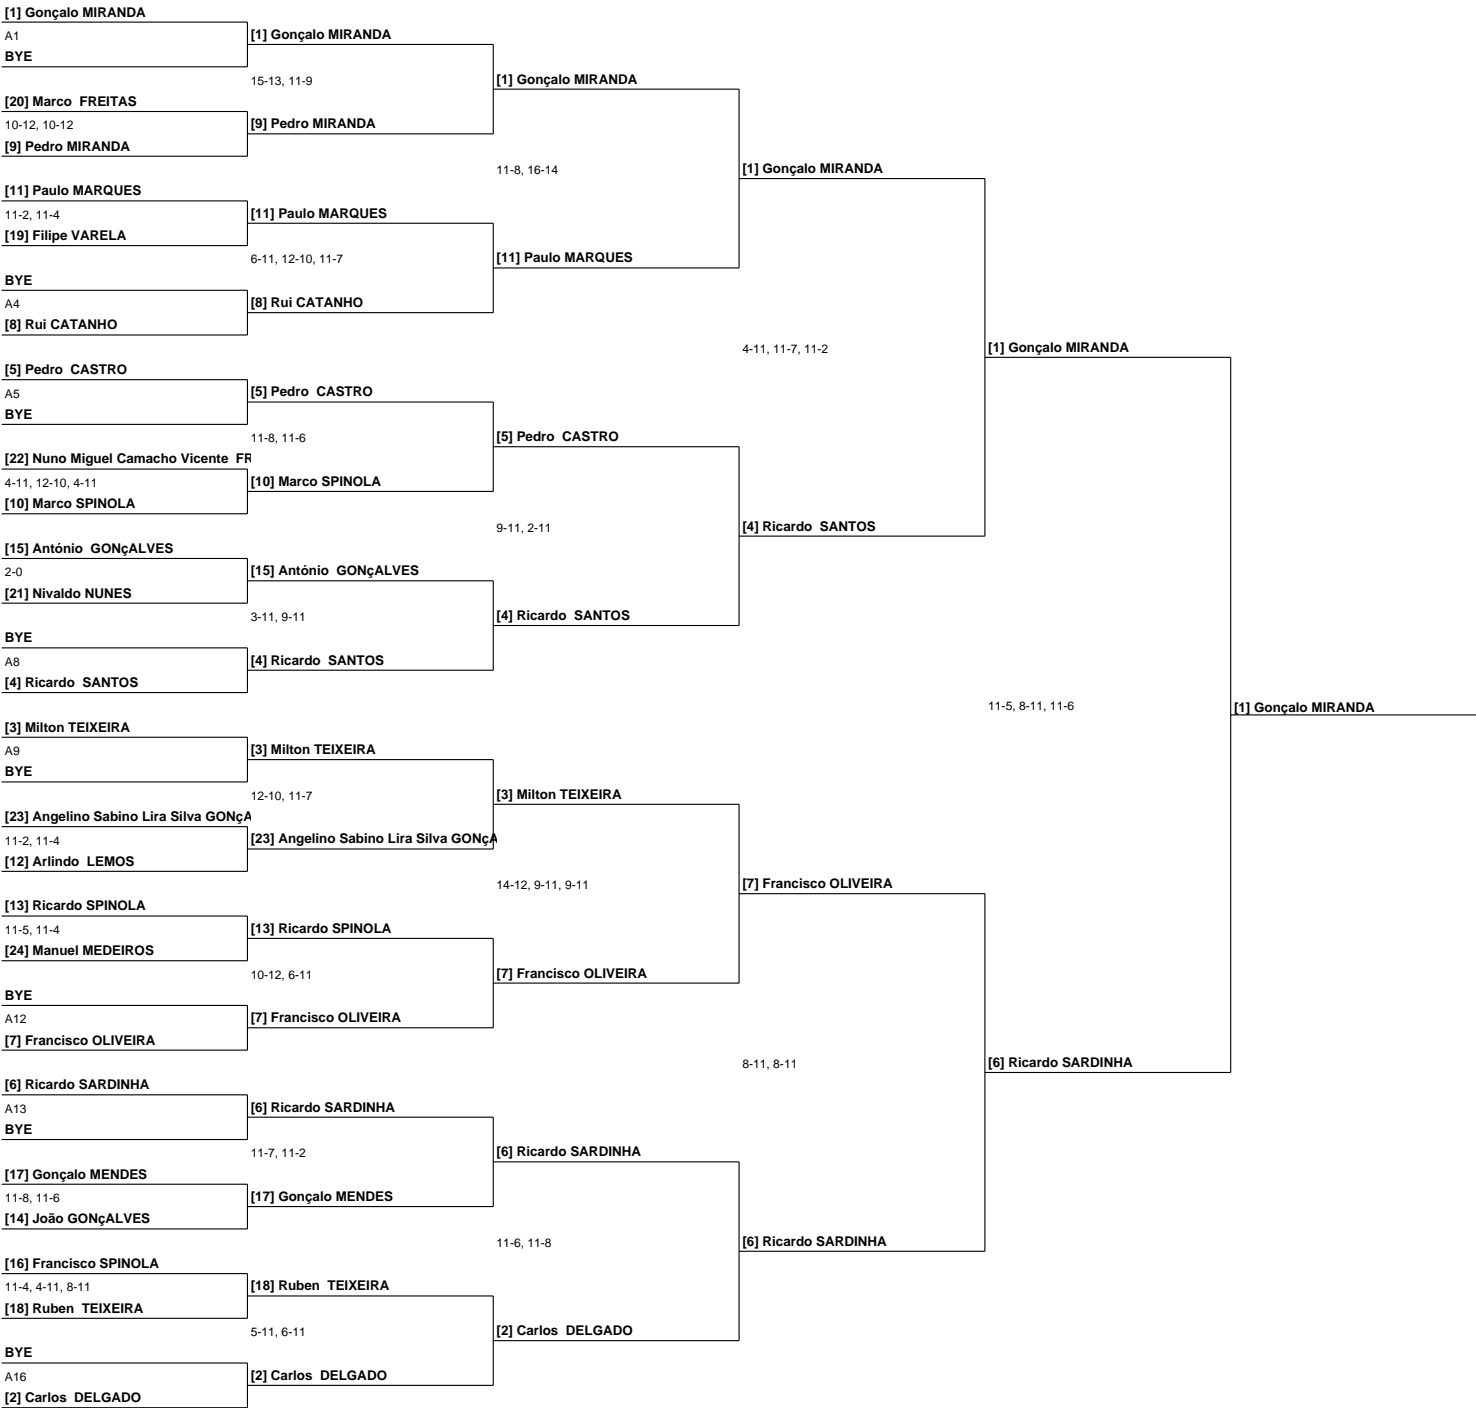 [1] Gonçalo MIRANDA
A1
BYE
[20] Marco  FREITAS
10-12, 10-12
[9] Pedro MIRANDA
[11] Paulo MARQUES
11-2, 11-4
[19] Filipe VARELA
BYE
A4
[8] Rui CATANHO
[5] Pedro  CASTRO
A5
BYE
[22] Nuno Miguel Camacho Vicente  FR
4-11, 12-10, 4-11
[10] Marco SPINOLA
[15] António  GONçALVES
2-0
[21] Nivaldo NUNES
BYE
A8
[4] Ricardo  SANTOS
[3] Milton TEIXEIRA
A9
BYE
[23] Angelino Sabino Lira Silva GONçA
11-2, 11-4
[12] Arlindo  LEMOS
[13] Ricardo SPINOLA
11-5, 11-4
[24] Manuel MEDEIROS
BYE
A12
[7] Francisco OLIVEIRA
[6] Ricardo SARDINHA
A13
BYE
[17] Gonçalo MENDES
11-8, 11-6
[14] João GONçALVES
[16] Francisco SPINOLA
11-4, 4-11, 8-11
[18] Ruben  TEIXEIRA
BYE
A16
[2] Carlos  DELGADO
[1] Gonçalo MIRANDA
15-13, 11-9
[9] Pedro MIRANDA
[11] Paulo MARQUES
6-11, 12-10, 11-7
[8] Rui CATANHO
[5] Pedro  CASTRO
11-8, 11-6
[10] Marco SPINOLA
[15] António  GONçALVES
3-11, 9-11
[4] Ricardo  SANTOS
[3] Milton TEIXEIRA
12-10, 11-7
[23] Angelino Sabino Lira Silva GONçA
[13] Ricardo SPINOLA
10-12, 6-11
[7] Francisco OLIVEIRA
[6] Ricardo SARDINHA
11-7, 11-2
[17] Gonçalo MENDES
[18] Ruben  TEIXEIRA
5-11, 6-11
[2] Carlos  DELGADO
[1] Gonçalo MIRANDA
11-8, 16-14
[11] Paulo MARQUES
[5] Pedro  CASTRO
9-11, 2-11
[4] Ricardo  SANTOS
[3] Milton TEIXEIRA
14-12, 9-11, 9-11
[7] Francisco OLIVEIRA
[6] Ricardo SARDINHA
11-6, 11-8
[2] Carlos  DELGADO
[1] Gonçalo MIRANDA
4-11, 11-7, 11-2
[4] Ricardo  SANTOS
[7] Francisco OLIVEIRA
8-11, 8-11
[6] Ricardo SARDINHA
[1] Gonçalo MIRANDA
11-5, 8-11, 11-6
[6] Ricardo SARDINHA
[1] Gonçalo MIRANDA